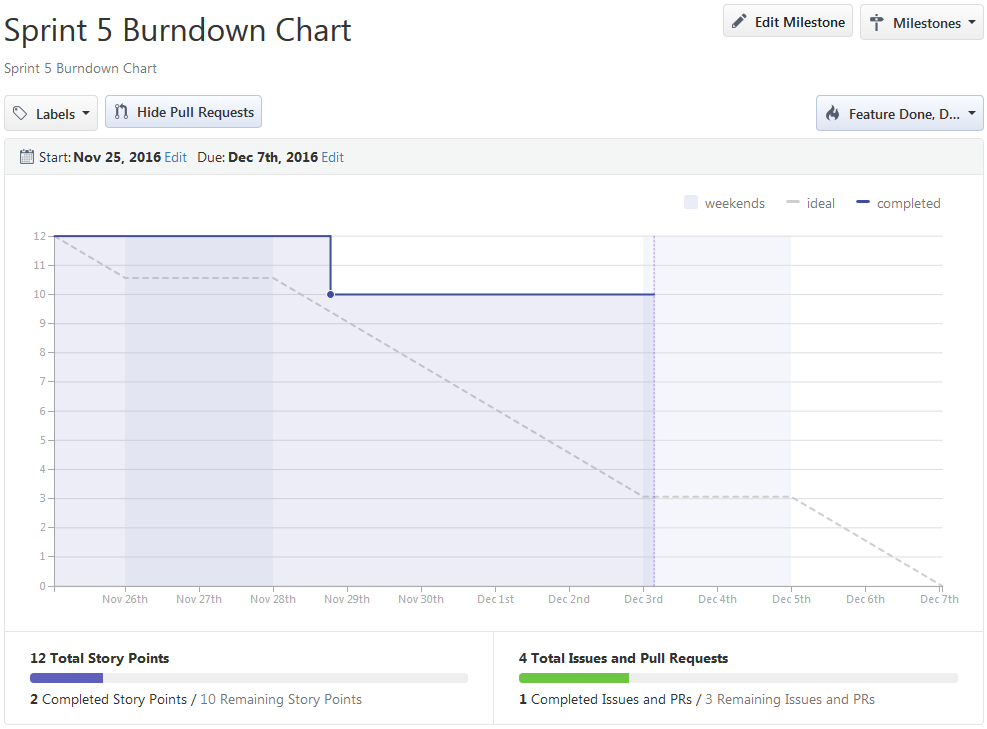 Sprint 5 Burndown Chart
Edit Milestone
Milestones
Sprint 5 Burndown Chart
Labels
Hide Pull Requests
Feature Done, D...
Start: Nov 25, 2016 Edit Due: Dec 7th, 2016 Edit
weekends ideal completed
12
11
10
9
8
7
6
5
4
3
2
1
0
Nov 26th Nov 27th Nov 28th Nov 29th Nov 30th Dec 1st Dec 2nd Dec 3rd Dec 4th Dec 5th Dec 6th Dec 7th
12 Total Story Points
2 Completed Story Points / 10 Remaining Story Points
4 Total Issues and Pull Requests
1 Completed Issues and PRs / 3 Remaining Issues and PRs